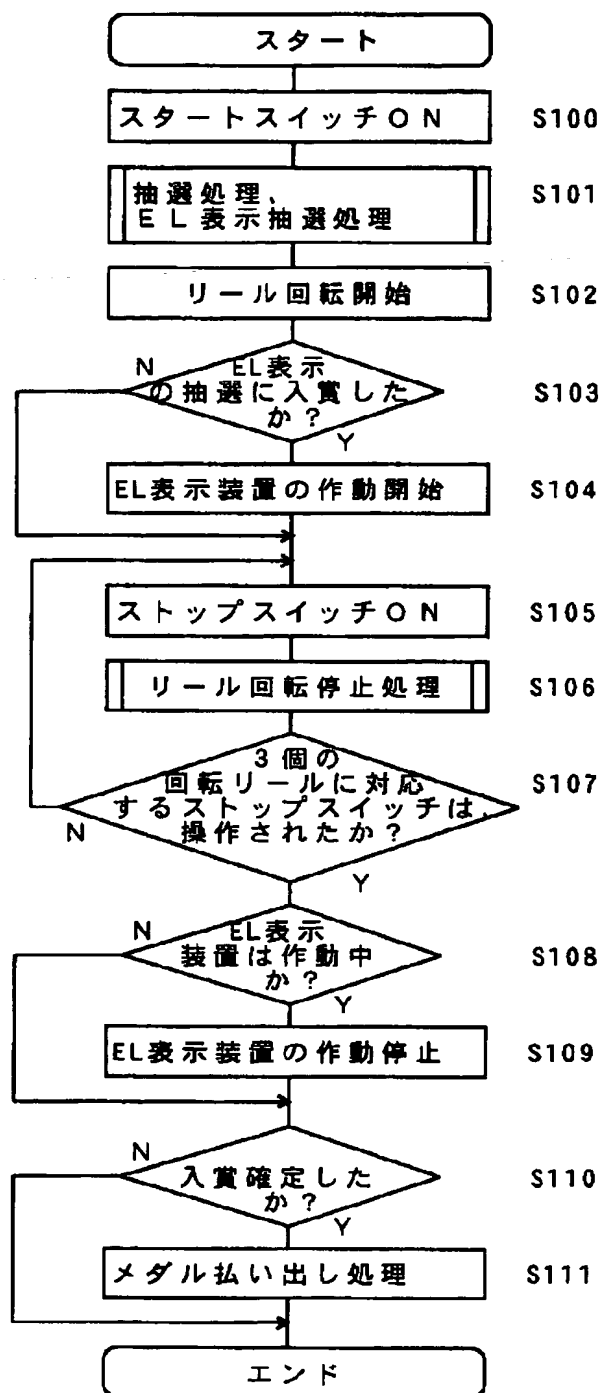 スタート
スタートスイッチON
S100
抽選処理、
EL表示抽選処理
S101
リール回転開始
S102
N
EL表示
の抽選に入賞した
か?
S103
Y
EL表示装置の作動開始
S104
ストップスイッチON
S105
リール回転停止処理
S106
3個の
回転リールに対応
するストップスイッチは、
操作されたか?
S107
N
Y
N
EL表示
装置は作動中
か?
S108
Y
EL表示装置の作動停止
S109
N
入賞確定した
か?
S110
Y
メダル払い出し処理
S111
エンド